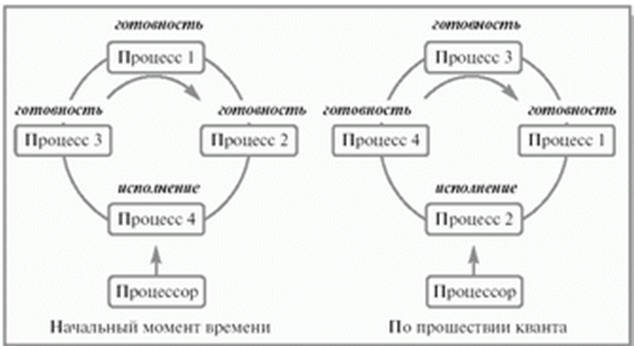 готовность
Процесс 1
готовность
готовность
Процесс 3
Процесс 2
исполнение
Процесс 4
Процессор
Начальный момент времени
готовность
Процесс 3
готовность
готовность
Процесс 4
Процесс 1
исполнение
Процесс 2
Процессор
По прошествии кванта